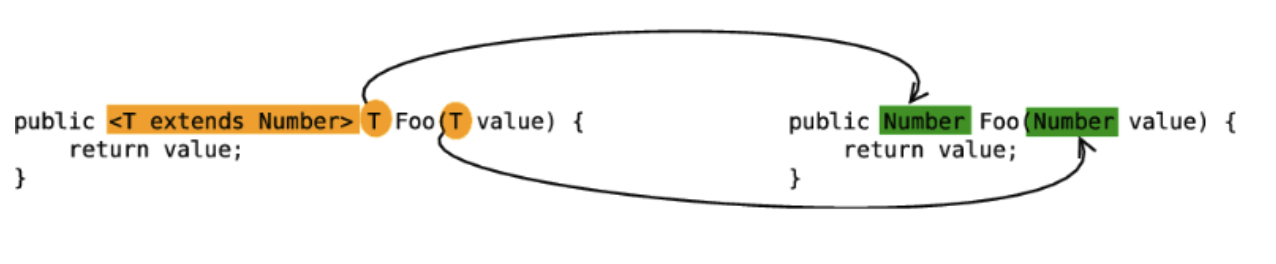 public <T extends Number> T Foo(T value) {
    return value;
}
public Number Foo(Number value) {
    return value;
}